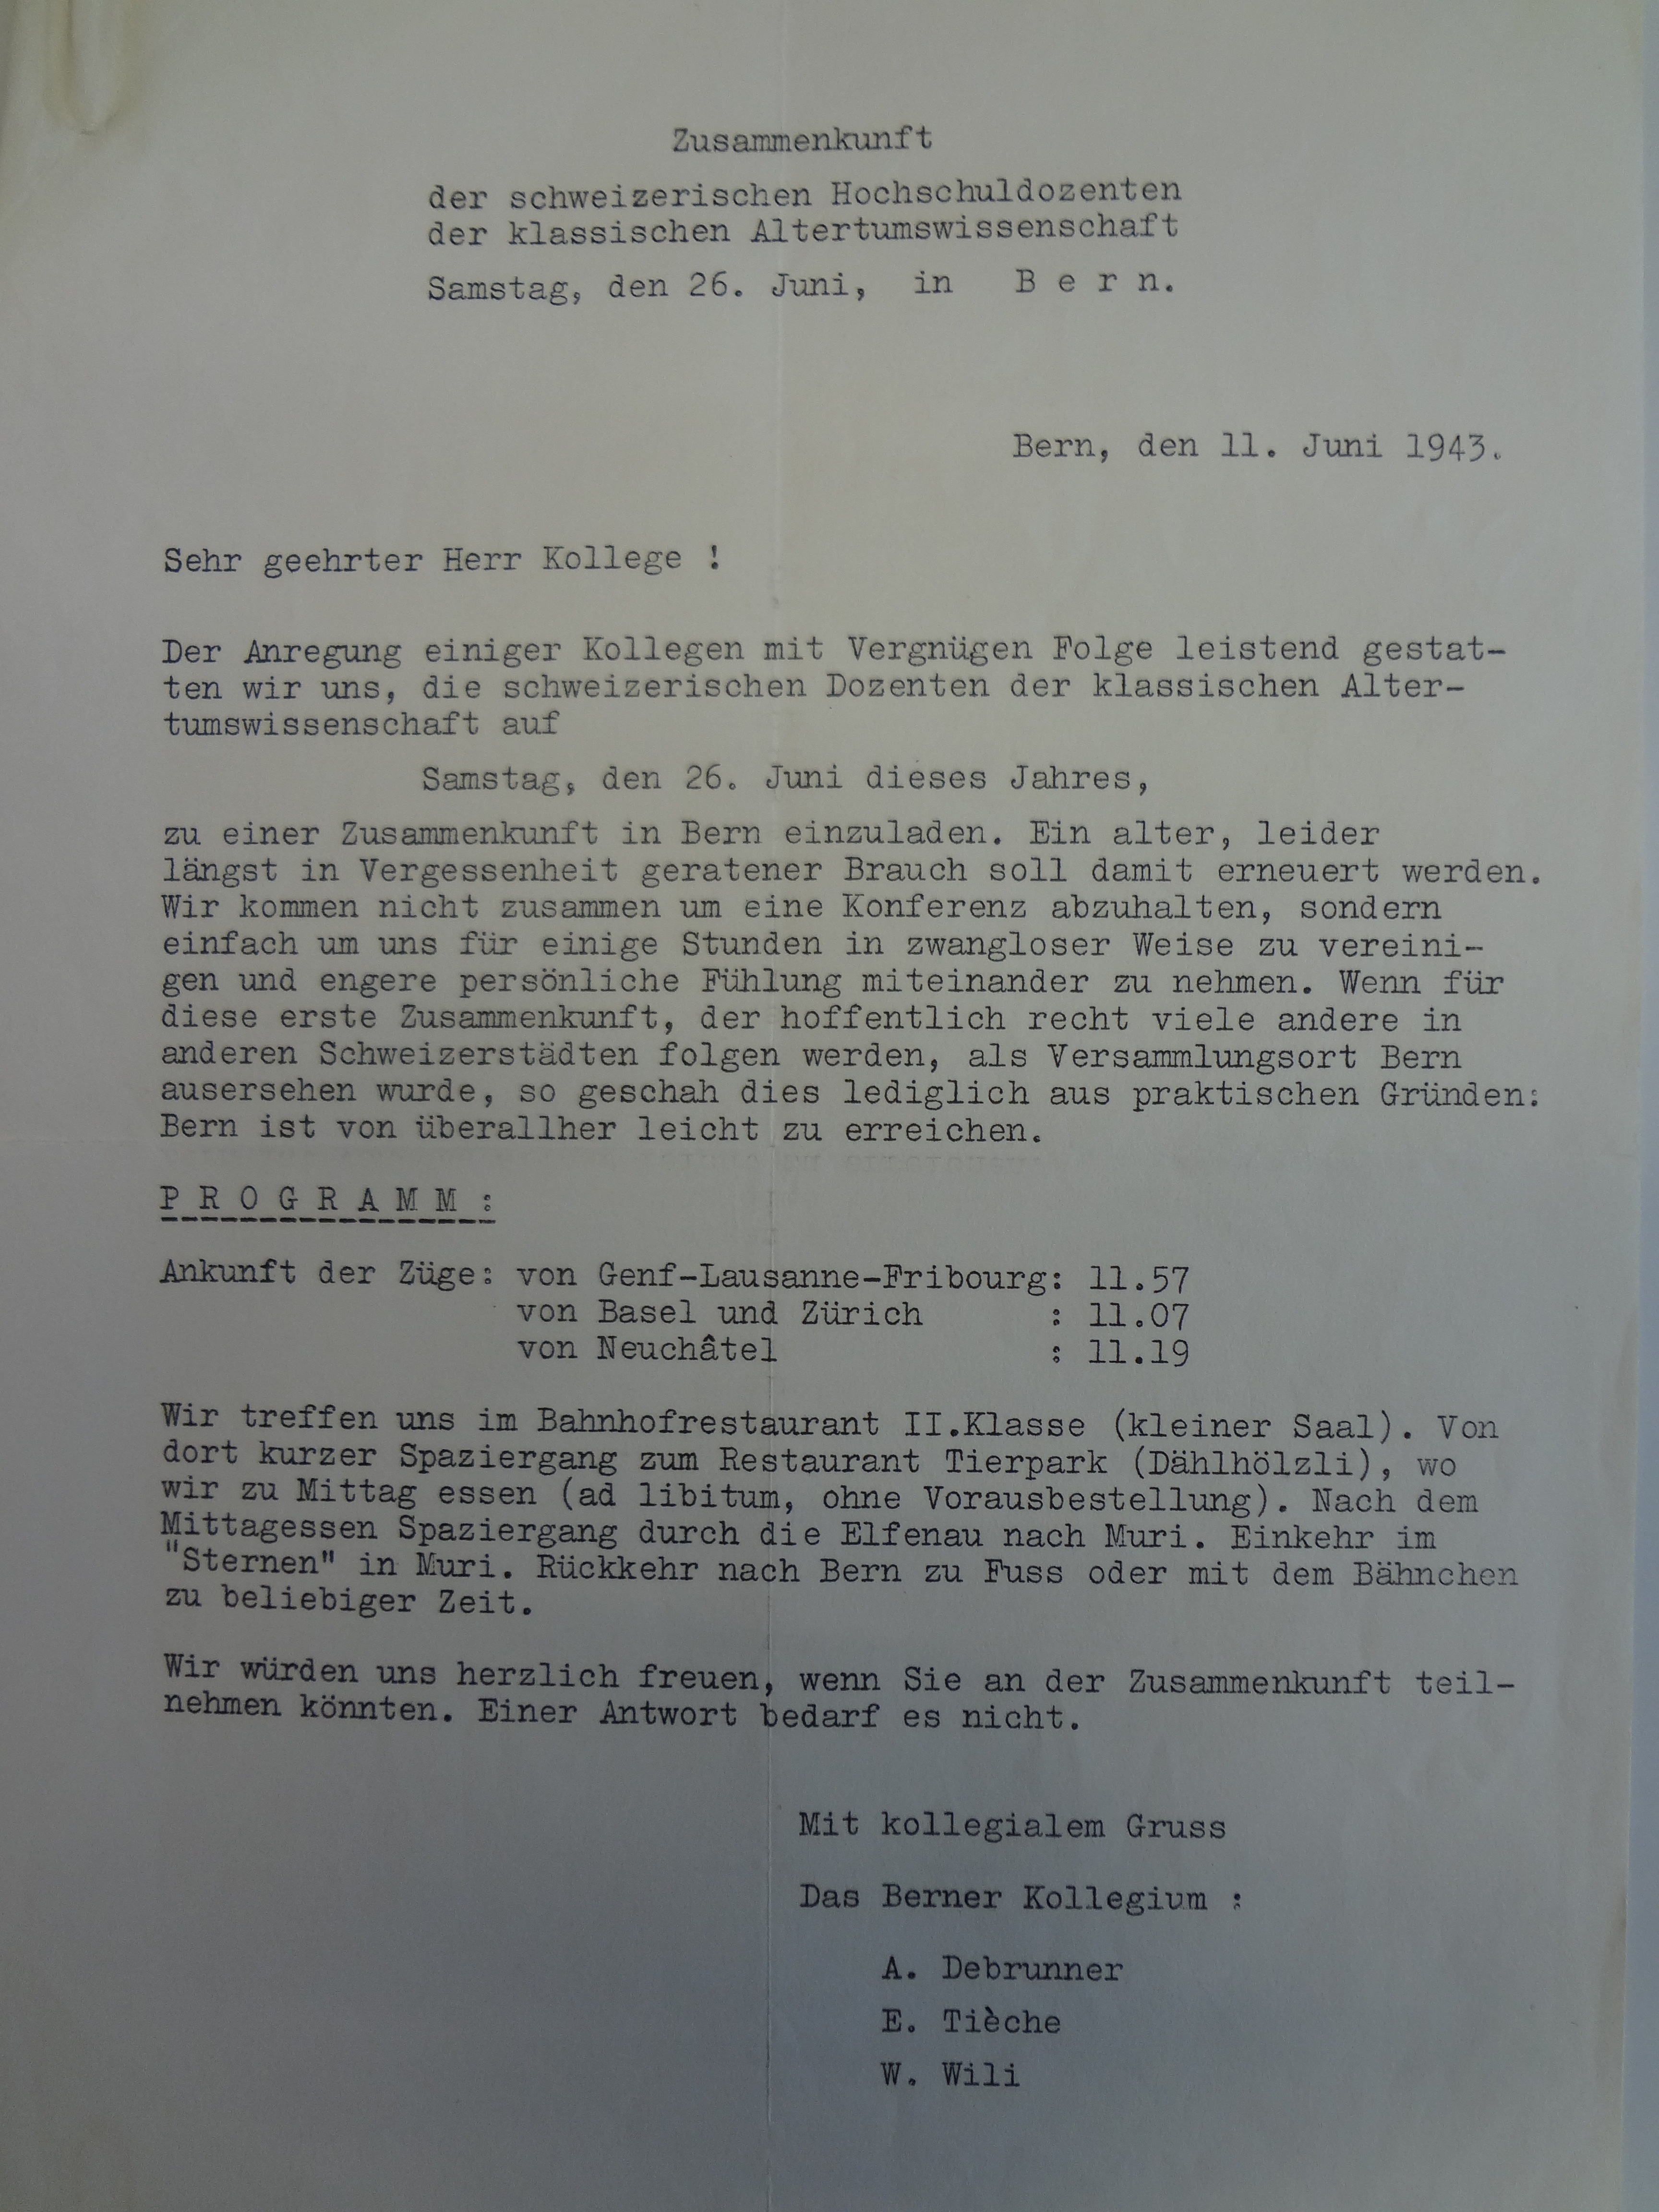 Zusammenkunft
der schweizerischen Hochschuldozenten
der klassischen Altertumswissenschaft
Samstag, den 26. Juni, in B e r n.
Bern, den 11. Juni 1943.
Sehr geehrter Herr Kollege !
Der Anregung einiger Kollegen mit Vergnügen Folge leistend gestat-
ten wir uns, die schweizerischen Dozenten der klassischen Alter-
tumswissenschaft auf
Samstag, den 26. Juni dieses Jahres,
zu einer Zusammenkunft in Bern einzuladen. Ein alter, leider
längst in Vergessenheit geratener Brauch soll damit erneuert werden.
Wir kommen nicht zusammen um eine Konferenz abzuhalten, sondern
einfach um uns für einige Stunden in zwangloser Weise zu vereini-
gen und engere persönliche Fühlung miteinander zu nehmen. Wenn für
diese erste Zusammenkunft, der hoffentlich recht viele andere in
anderen Schweizerstädten folgen werden, als Versammlungsort Bern
ausersehen wurde, so geschah dies lediglich aus praktischen Gründen:
Bern ist von überallher leicht zu erreichen.
P R O G R A M M :
Ankunft der Züge: von Genf-Lausanne-Fribourg: 11.57
von Basel und Zürich : 11.07
von Neuchâtel : 11.19
Wir treffen uns im Bahnhofrestaurant II.Klasse (kleiner Saal). Von
dort kurzer Spaziergang zum Restaurant Tierpark (Dählhölzli), wo
wir zu Mittag essen (ad libitum, ohne Vorausbestellung). Nach dem
Mittagessen Spaziergang durch die Elfenau nach Muri. Einkehr im
"Sternen" in Muri. Rückkehr nach Bern zu Fuss oder mit dem Bähnchen
zu beliebiger Zeit.
Wir würden uns herzlich freuen, wenn Sie an der Zusammenkunft teil-
nehmen könnten. Einer Antwort bedarf es nicht.
Mit kollegialem Gruss
Das Berner Kollegium :
A. Debrunner
E. Tièche
W. Wili